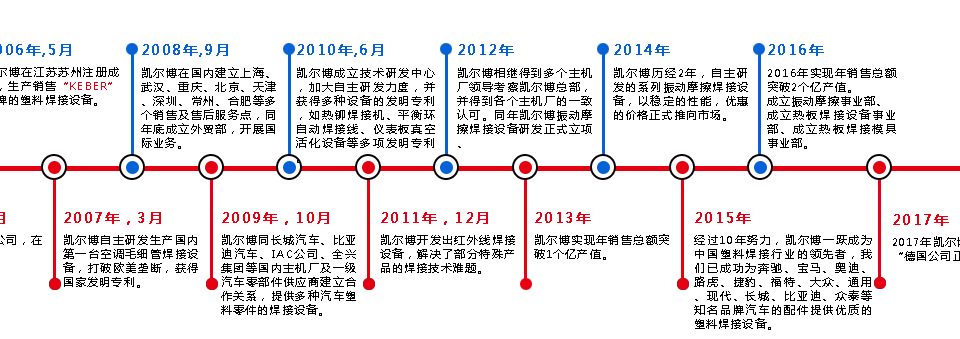 006年,5月
尔博在江苏苏州注册成
，生产销售“KEBER”
牌的塑料焊接设备。
2008年,9月
凯尔博在国内建立上海、
武汉、重庆、北京、天津
、深圳、常州、合肥等多
个销售及售后服务点，同
年底成立外贸部，开展国
际业务。
2010年,6月
凯尔博成立技术研发中心
，加大自主研发力度，并
获得多种设备的发明专利
，如热铆焊接机、平衡环
自动焊接线、仪表板真空
活化设备等多项发明专利
2012年
凯尔博相继得到多个主机
厂领导考察凯尔博总部，
并得到各个主机厂的一致
认可。同年凯尔博振动摩
擦焊接设备研发正式立项
、
2014年
凯尔博历经2年，自主研
发的系列振动摩擦焊接设
备，以稳定的性能，优惠
的价格正式推向市场。
2016年
2016年实现年销售总额
突破2个亿产值。
成立振动摩擦事业部、
成立热板焊接设备事业
部、成立热板焊接模具
事业部。
月
公司，在
2007年，3月
凯尔博自主研发生产国内
第一台空调毛细管焊接设
备，打破欧美垄断，获得
国家发明专利。
2009年，10月
凯尔博同长城汽车、比亚
迪汽车、IAC公司、全兴
集团等国内主机厂及一级
汽车零部件供应商建立合
作关系，提供多种汽车塑
料零件的焊接设备。
2011年，12月
凯尔博开发出红外线焊接
设备，解决了部分特殊产
品的焊接技术难题。
2013年
凯尔博实现年销售总额突
破1个亿产值。
2015年
经过10年努力，凯尔博一跃成为
中国塑料焊接行业的领先者，我
们已成功为奔驰、宝马、奥迪、
路虎、捷豹、福特、大众、通用
、现代、长城、比亚迪、众泰等
知名品牌汽车的配件提供优质的
塑料焊接设备。
2017年
2017年凯尔
“德国公司正